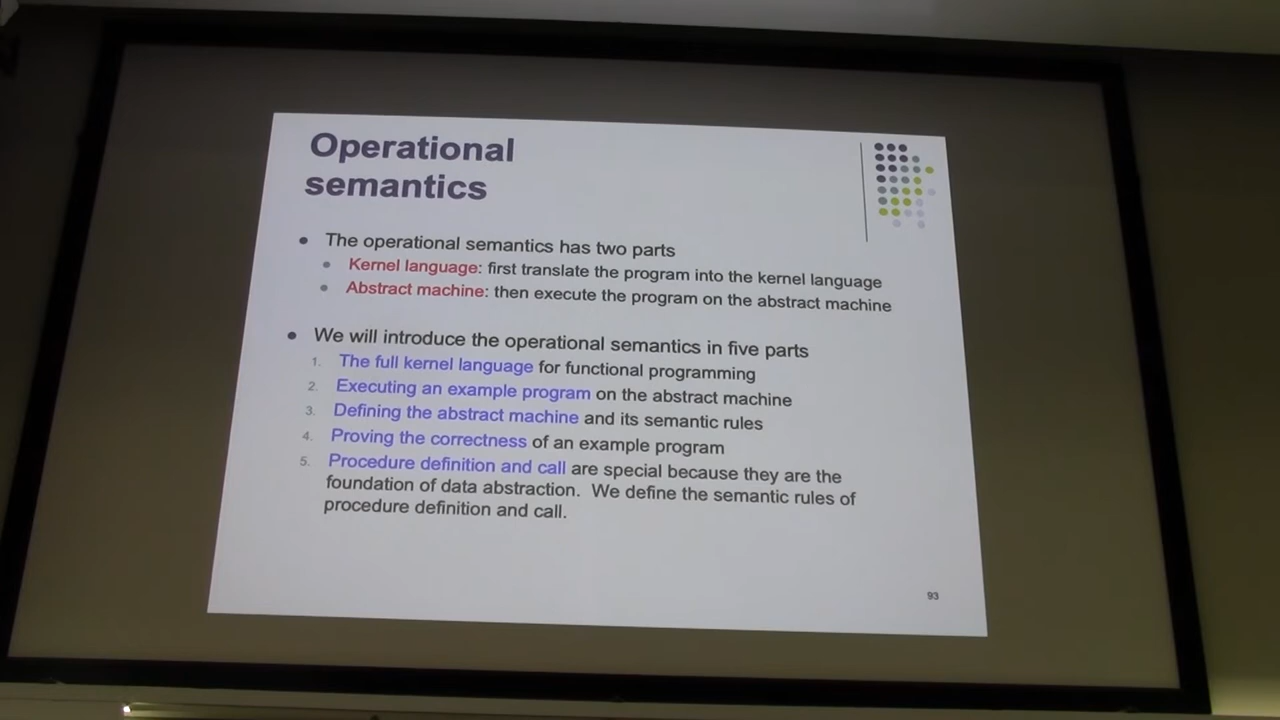 Operational
semantics
The operational semantics has two parts
Kernel language: first translate the program into the kernel language
Abstract machine: then execute the program on the abstract machine
We will introduce the operational semantics in five parts
1. The full kernel language for functional programming
2. Executing an example program on the abstract machine
3. Defining the abstract machine and its semantic rules
4. Proving the correctness of an example program
5. Procedure definition and call are special because they are the
foundation of data abstraction. We define the semantic rules of
procedure definition and call.
93